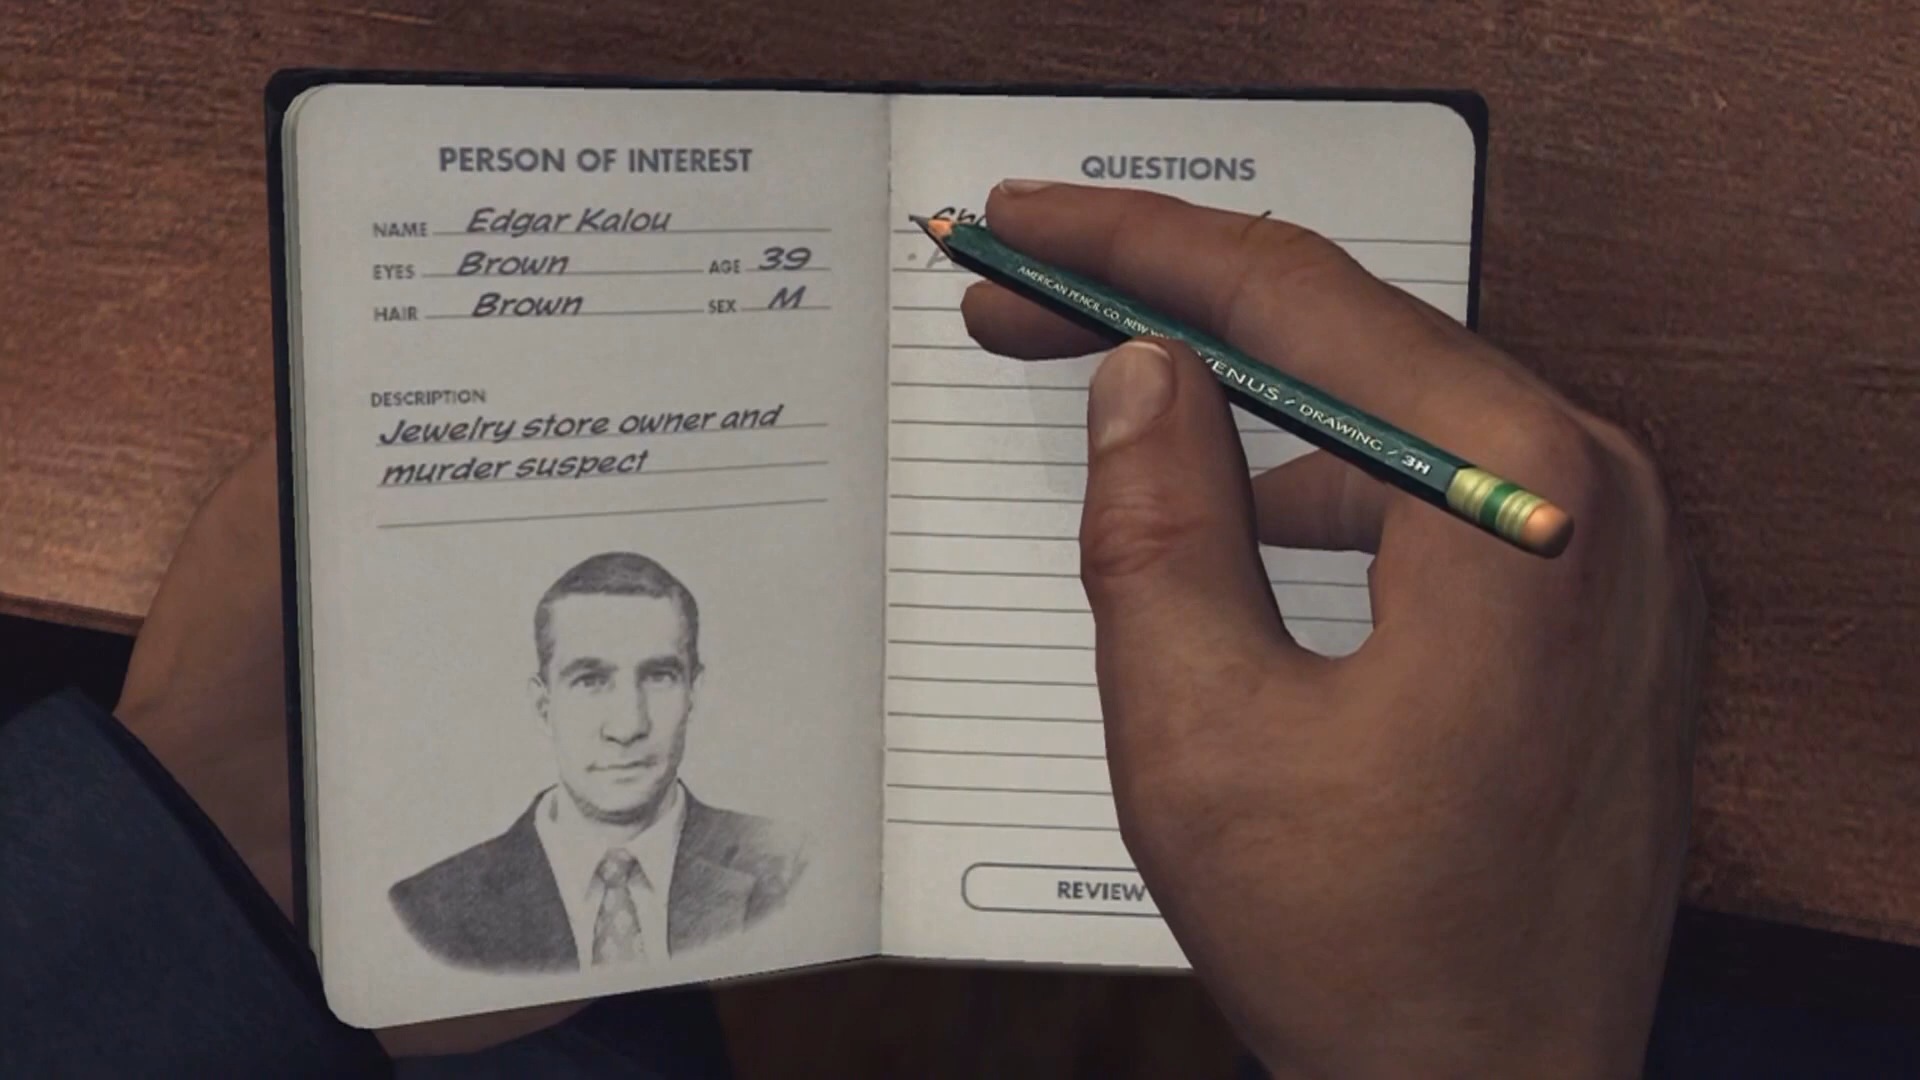 PERSON OF INTEREST
NAME Edgar Kalou
EYES Brown AGE 39
HAIR Brown SEX M
DESCRIPTION
Jewelry store owner and
murder suspect
QUESTIONS
AMERICAN PENCIL CO. NEW
VENUS / DRAWING / 3H
REVIEW